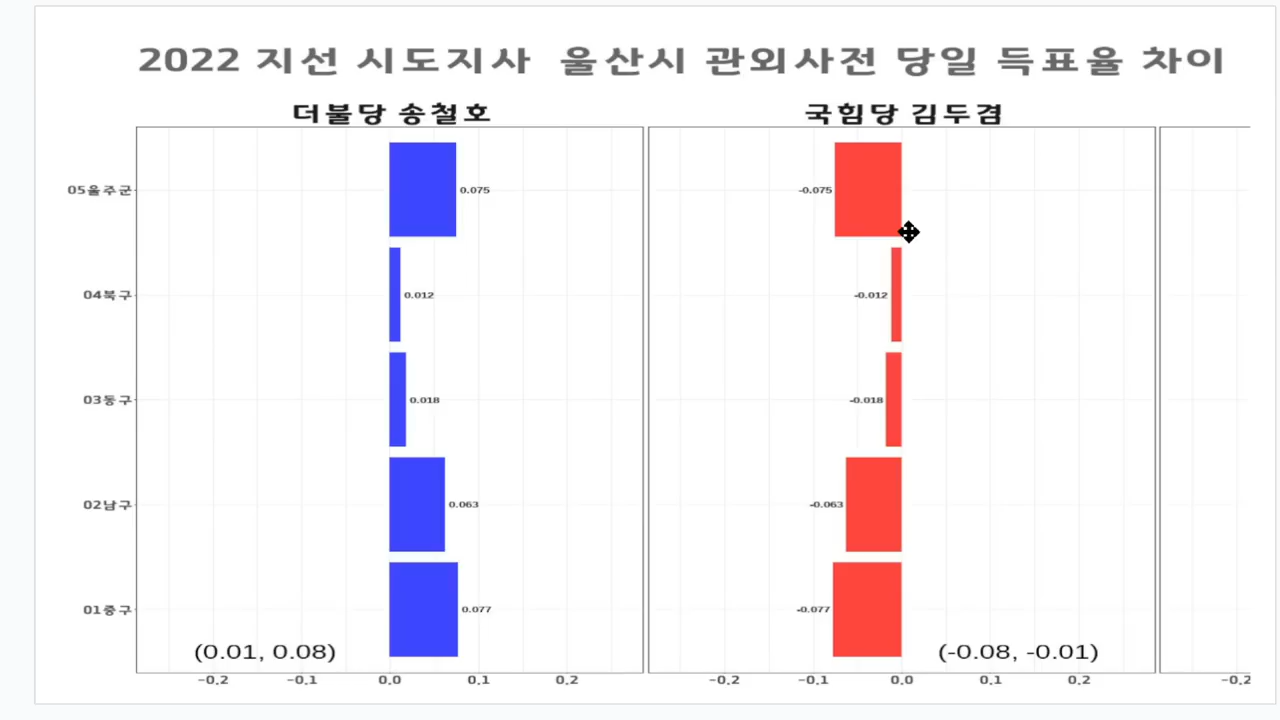 2022 지선 시도지사 울산시 관외사전 당일 득표율 차이
더불당 송철호
국힘당 김두겸
05울주군
0.075
-0.075
04북구
0.012
-0.012
03동구
0.018
-0.018
02남구
0.063
-0.063
01중구
0.077
-0.077
(0.01, 0.08)
(-0.08, -0.01)
-0.2 -0.1 0.0 0.1 0.2
-0.2 -0.1 0.0 0.1 0.2
-0.2